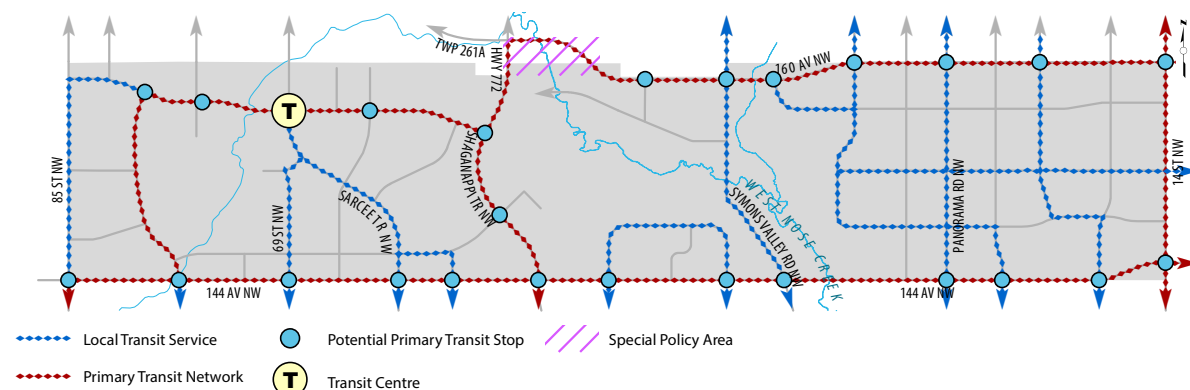 TWP 261A
HWY 772
160 AV NW
T
85 ST NW
SHAGANAPPI TR NW
SARCEE TR NW
69 ST NW
WEST NOSE CREEK
SYMONS VALLEY RD NW
PANORAMA RD NW
14 ST NW
144 AV NW
144 AV NW
Local Transit Service
Potential Primary Transit Stop
Special Policy Area
Primary Transit Network
T
Transit Centre